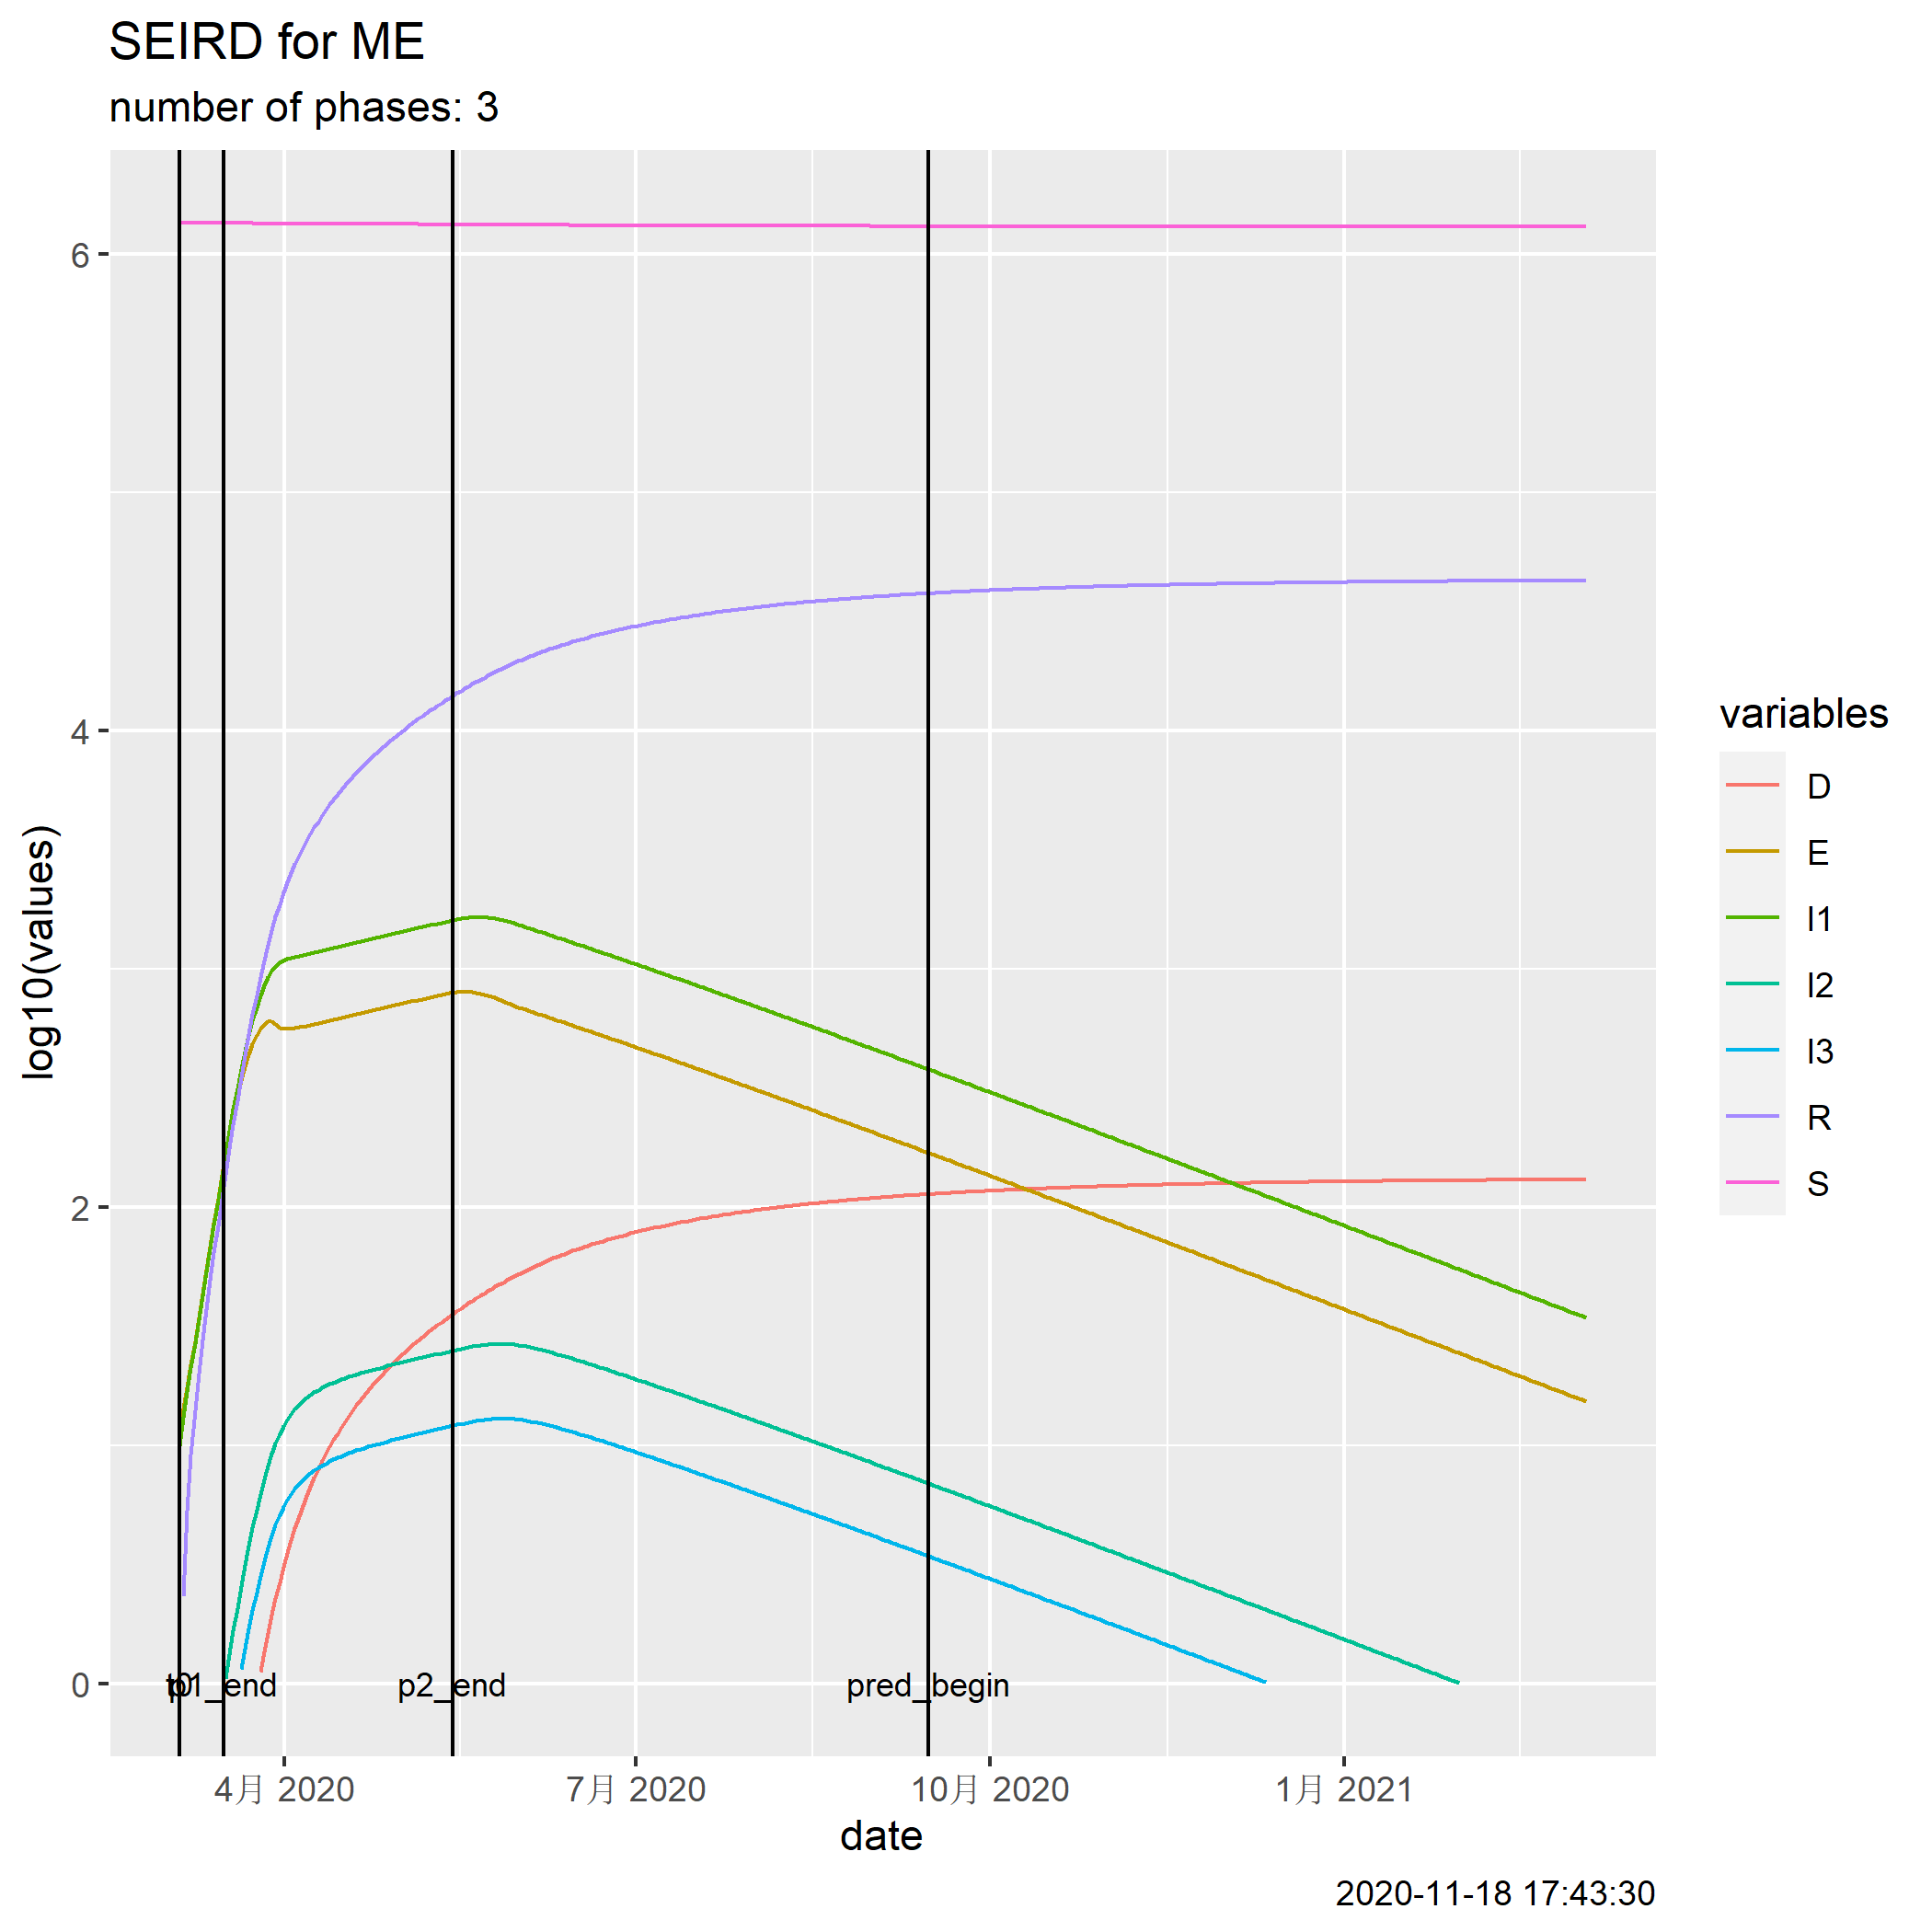 SEIRD for ME
number of phases: 3
log10(values)
6
4
2
0
t0
p1_end
p2_end
pred_begin
4月 2020
7月 2020
10月 2020
1月 2021
date
variables
D
E
I1
I2
I3
R
S
2020-11-18 17:43:30